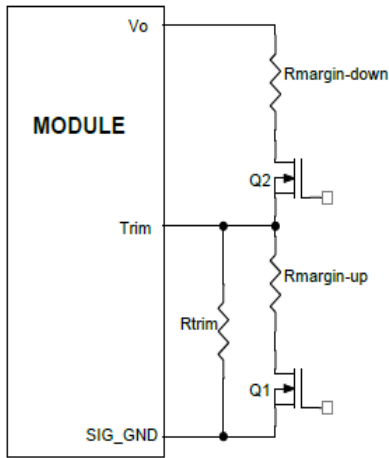 Vo
Rmargin-down
MODULE
Q2
Trim
Rmargin-up
Rtrim
Q1
SIG_GND